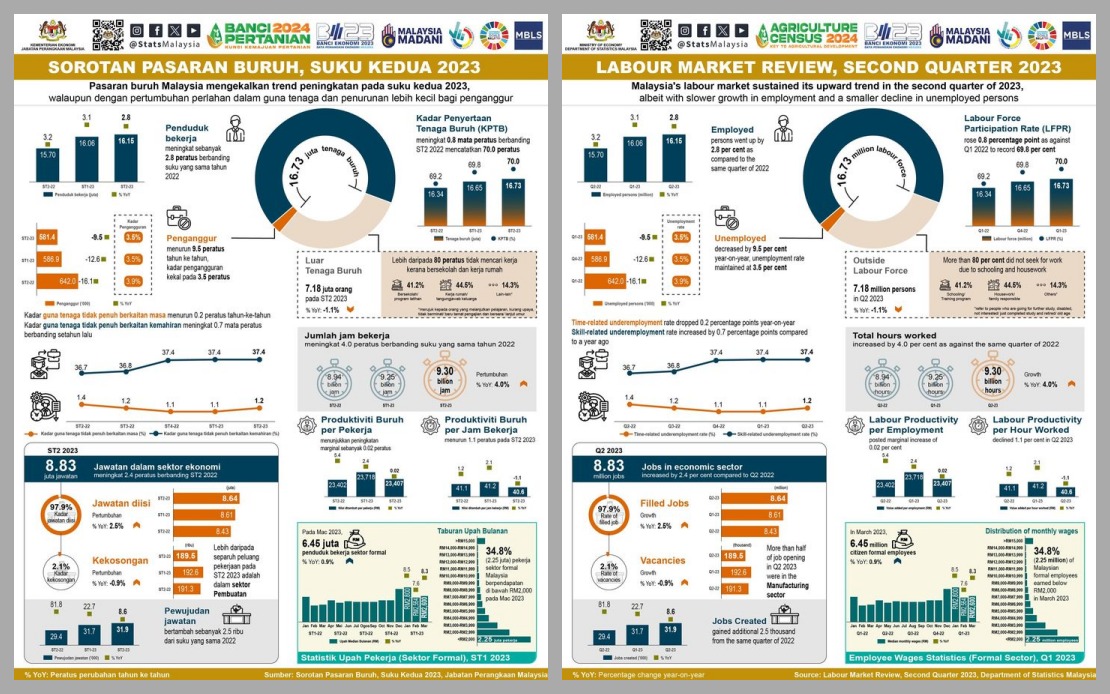 KEMENTERIAN EKONOMI
JABATAN PERANGKAAN MALAYSIA
@StatsMalaysia
BANCI 2024
PERTANIAN
KUNCI KEMAJUAN PERTANIAN
BANCI EKONOMI 2023
MALAYSIA
MADANI
MBLS
SOROTAN PASARAN BURUH, SUKU KEDUA 2023
Pasaran buruh Malaysia mengekalkan trend peningkatan pada suku kedua 2023,
walaupun dengan pertumbuhan perlahan dalam guna tenaga dan penurunan lebih kecil bagi penganggur
3.2
3.1
2.8
15.70
16.06
16.15
ST2-22
ST1-23
ST2-23
Penduduk bekerja (juta)
% YoY
Penduduk
bekerja
meningkat sebanyak
2.8 peratus berbanding
suku yang sama tahun
2022
16.73 juta tenaga buruh
Kadar Penyertaan
Tenaga Buruh (KPTB)
meningkat 0.8 mata peratus berbanding
ST2 2022 mencatatkan 70.0 peratus
69.2
69.8
70.0
16.34
16.65
16.73
ST2-22
ST1-23
ST2-23
Tenaga buruh (juta)
KPTB (%)
Kadar
Pengangguran
ST2-23
581.4
-9.5
3.5%
586.9
-12.6
3.5%
642.0
-16.1
3.9%
Penganggur ('000)
% YoY
Penganggur
menurun 9.5 peratus
tahun ke tahun,
kadar pengangguran
kekal pada 3.5 peratus
Luar
Tenaga Buruh
7.18 juta orang
pada ST2 2023
% YoY: -1.1%
Lebih daripada 80 peratus tidak mencari kerja
kerana bersekolah dan kerja rumah
41.2%
44.5%
14.3%
Kadar guna tenaga tidak penuh berkaitan masa menurun 0.2 peratus tahun-ke-tahun
Kadar guna tenaga tidak penuh berkaitan kemahiran meningkat 0.7 mata peratus
berbanding setahun lalu
36.7
36.8
37.4
37.4
37.4
1.4
1.2
1.1
1.1
1.2
ST2-22
ST3-22
ST4-22
ST1-23
ST2-23
Kadar guna tenaga tidak penuh berkaitan masa (%)
Kadar guna tenaga tidak penuh berkaitan kemahiran (%)
Jumlah jam bekerja
meningkat 4.0 peratus berbanding suku yang sama tahun 2022
8.94
billion
jam
9.25
billion
jam
9.30
billion
jam
ST2-22
ST1-23
ST2-23
Pertumbuhan
% YoY: 4.0%
Produktiviti Buruh
per Pekerja
menunjukkan peningkatan
marginal sebanyak 0.02 peratus
5.4
2.4
0.02
23,402
23,718
23,407
Produktiviti Buruh
per Jam Bekerja
menurun 1.1 peratus pada ST2 2023
1.2
2.1
-1.1
41.1
41.2
40.6
ST2 2023
8.83
juta jawatan
Jawatan dalam sektor ekonomi
meningkat 2.4 peratus berbanding ST2 2022
97.9%
Kadar
jawatan diisi
Jawatan diisi
Pertumbuhan
% YoY: 2.5%
(juta)
8.64
8.61
8.43
2.1%
Kadar
kekosongan
Kekosongan
Pertumbuhan
% YoY: -0.9%
(ribu)
189.5
192.6
191.3
Lebih daripada
separuh peluang
pekerjaan pada
ST2 2023 adalah
dalam sektor
Pembuatan
81.8
22.7
8.6
29.4
31.7
31.9
ST2-22
ST1-23
ST2-23
Pewujudan jawatan ('000)
% YoY
Pewujudan
jawatan
bertambah sebanyak 2.5 ribu
dari suku yang sama 2022
Pada Mac 2023,
6.45 juta
penduduk bekerja sektor formal
% YoY: 0.9%
8.5
7.6
8.3
Taburan Upah Bulanan
34.8%
(2.25 juta) pekerja
sektor formal
Malaysia
berpendapatan
di bawah RM2,000
pada Mac 2023
2.25 juta pekerja
Statistik Upah Pekerja (Sektor Formal), ST1 2023
% YoY: Peratus perubahan tahun ke tahun
Sumber: Sorotan Pasaran Buruh, Suku Kedua 2023, Jabatan Perangkaan Malaysia
MINISTRY OF ECONOMY
DEPARTMENT OF STATISTICS MALAYSIA
@StatsMalaysia
AGRICULTURE
CENSUS 2024
KEY TO AGRICULTURAL DEVELOPMENT
BANCI EKONOMI 2023
MALAYSIA
MADANI
MBLS
LABOUR MARKET REVIEW, SECOND QUARTER 2023
Malaysia's labour market sustained its upward trend in the second quarter of 2023,
albeit with slower growth in employment and a smaller decline in unemployed persons
3.2
3.1
2.8
15.70
16.06
16.15
Q2-22
Q1-23
Q2-23
Employed persons (million)
% YoY
Employed
persons went up by
2.8 per cent as
compared to the
same quarter of 2022
16.73 million labour force
Labour Force
Participation Rate (LFPR)
rose 0.8 percentage point as against
Q1 2022 to record 69.8 per cent
69.2
69.8
70.0
16.34
16.65
16.73
Labour force (million)
LFPR (%)
Unemployment
rate
581.4
-9.5
3.5%
586.9
-12.6
3.5%
642.0
-16.1
3.9%
Unemployed persons ('000)
% YoY
Unemployed
decreased by 9.5 per cent
year-on-year, unemployment rate
maintained at 3.5 per cent
Outside
Labour Force
7.18 million persons
in Q2 2023
% YoY: -1.1%
More than 80 per cent did not seek for work
due to schooling and housework
41.2%
Schooling/
Training program
44.5%
Housework/
family responsible
14.3%
Others*
Time-related underemployment rate dropped 0.2 percentage points year-on-year
Skill-related underemployment rate increased by 0.7 percentage points compared
to a year ago
36.7
36.8
37.4
37.4
37.4
1.4
1.2
1.1
1.1
1.2
Q2-22
Q3-22
Q4-22
Q1-23
Q2-23
Time-related underemployment rate (%)
Skill-related underemployment rate (%)
Total hours worked
increased by 4.0 per cent as against the same quarter of 2022
8.94
billion
hours
9.25
billion
hours
9.30
billion
hours
Q2-22
Q1-23
Q2-23
Growth
% YoY: 4.0%
Labour Productivity
per Employment
posted marginal increase of
0.02 per cent
5.4
2.4
0.02
23,402
23,718
23,407
Labour Productivity
per Hour Worked
declined 1.1 per cent in Q2 2023
1.2
2.1
-1.1
41.1
41.2
40.6
Q2 2023
8.83
million jobs
Jobs in economic sector
increased by 2.4 per cent compared to Q2 2022
97.9%
Rate of
filled job
Filled Jobs
Growth
% YoY: 2.5%
(million)
8.64
8.61
8.43
2.1%
Rate of
vacancies
Vacancies
Growth
% YoY: -0.9%
(thousand)
189.5
192.6
191.3
More than half
of job opening
in Q2 2023
were in the
Manufacturing
sector
81.8
22.7
8.6
29.4
31.7
31.9
Q2-22
Q1-23
Q2-23
Jobs created ('000)
% YoY
Jobs Created
gained additional 2.5 thousand
from the same quarter of 2022
In March 2023,
6.45 million
citizen formal employees
% YoY: 0.9%
8.5
7.6
8.3
Median monthly wages (RM)
% YoY
Distribution of monthly wages
34.8%
(2.25 million) of
Malaysian
formal employees
earned below
RM2,000
in March 2023
2.25 million employees
Employee Wages Statistics (Formal Sector), Q1 2023
% YoY: Percentage change year-on-year
Source: Labour Market Review, Second Quarter 2023, Department of Statistics Malaysia